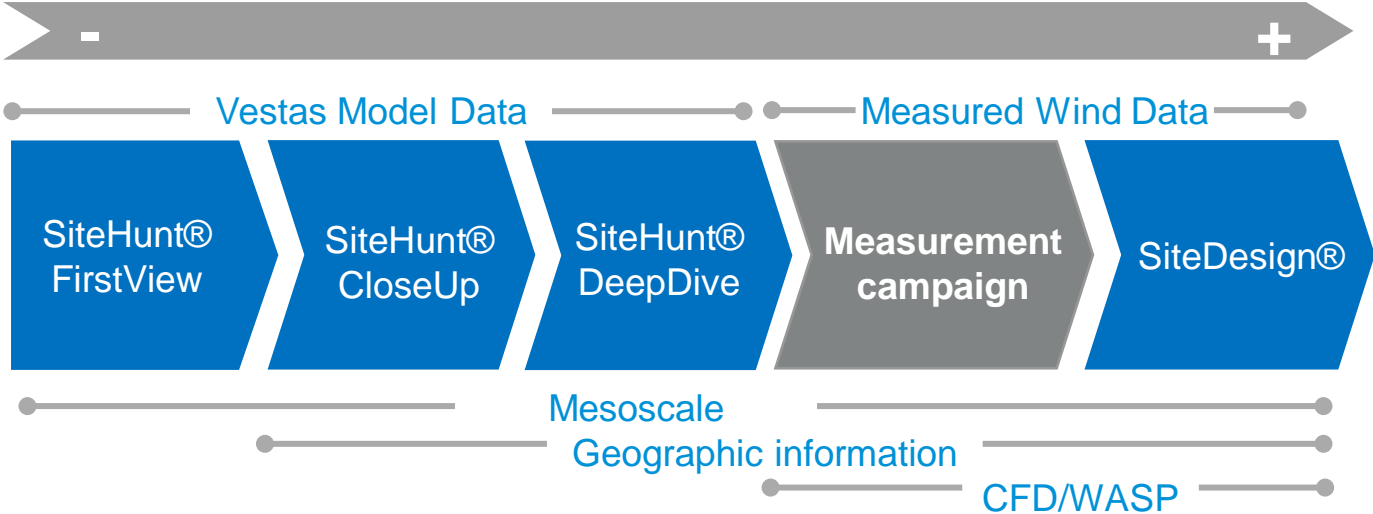 - +
Vestas Model Data
Measured Wind Data
SiteHunt®
FirstView
SiteHunt®
CloseUp
SiteHunt®
DeepDive
Measurement
campaign
SiteDesign®
Mesoscale
Geographic information
CFD/WASP